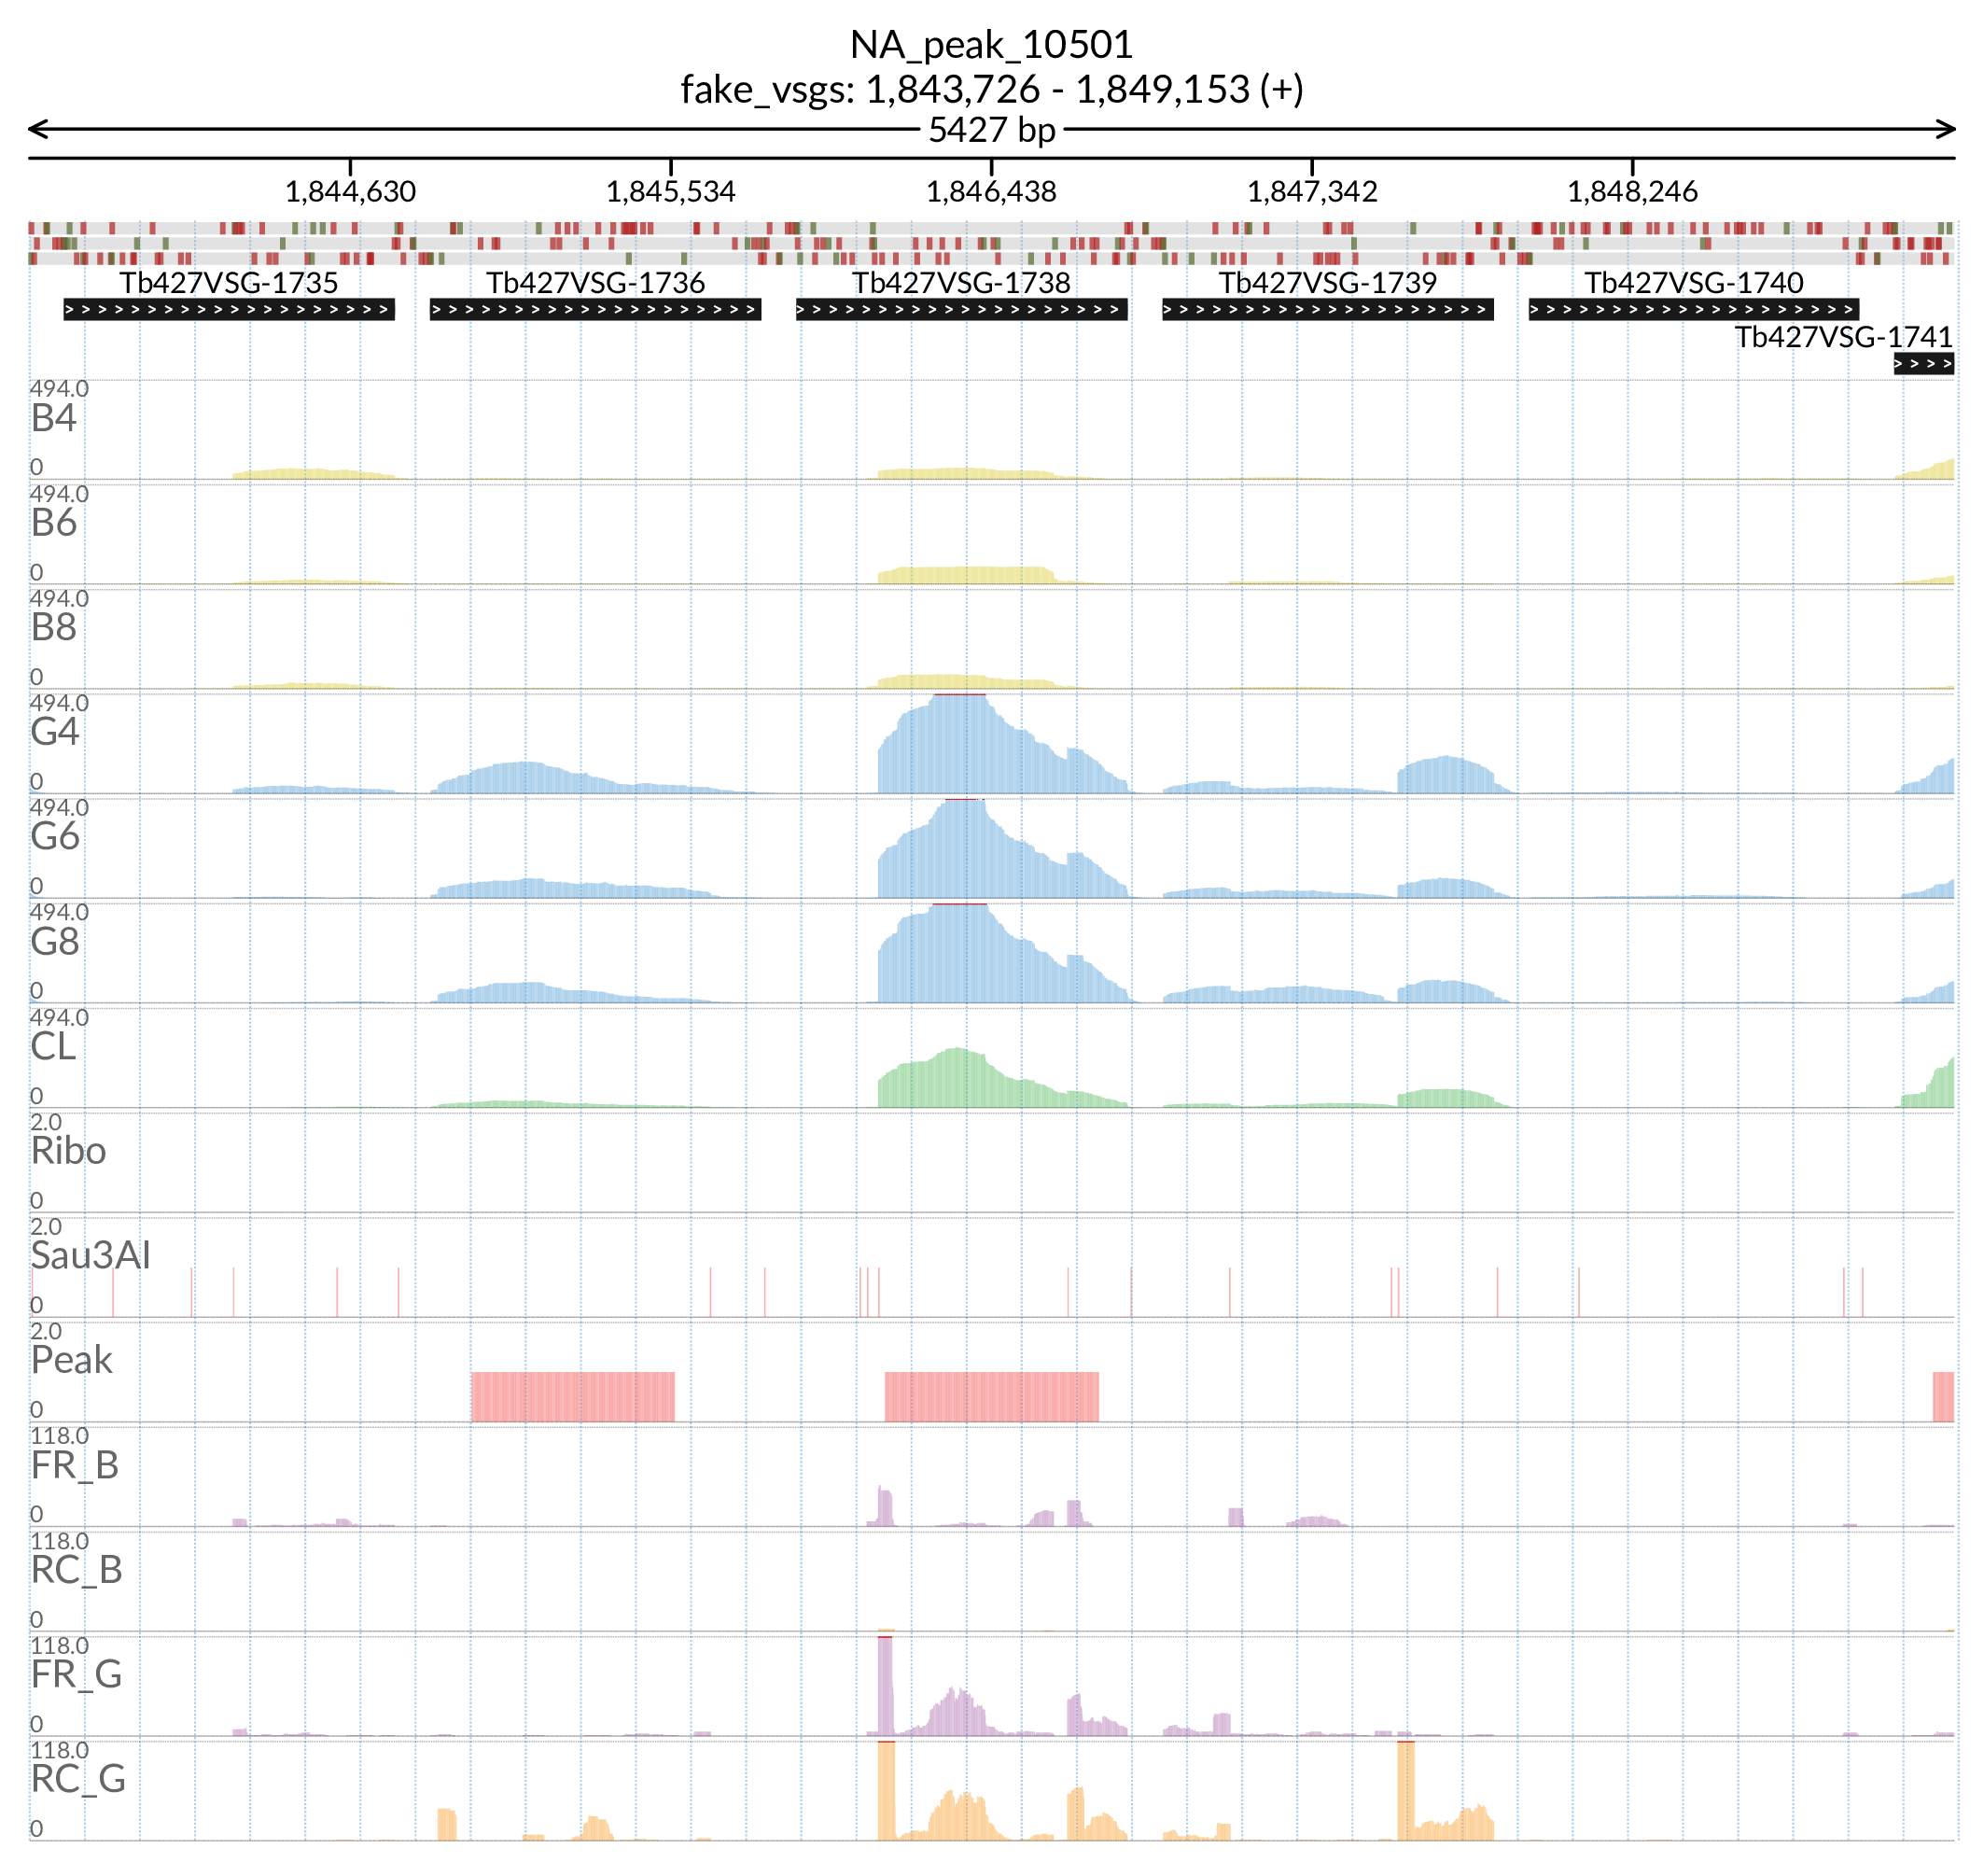 NA_peak_10501
fake_vsgs: 1,843,726 - 1,849,153 (+)
5427 bp
1,844,630 1,845,534 1,846,438 1,847,342 1,848,246
Tb427VSG-1735 Tb427VSG-1736 Tb427VSG-1738 Tb427VSG-1739 Tb427VSG-1740
Tb427VSG-1741
494.0
B4
0
494.0
B6
0
494.0
B8
0
494.0
G4
0
494.0
G6
0
494.0
G8
0
494.0
CL
0
2.0
Ribo
0
2.0
Sau3AI
0
2.0
Peak
0
118.0
FR_B
0
118.0
RC_B
0
118.0
FR_G
0
118.0
RC_G
0